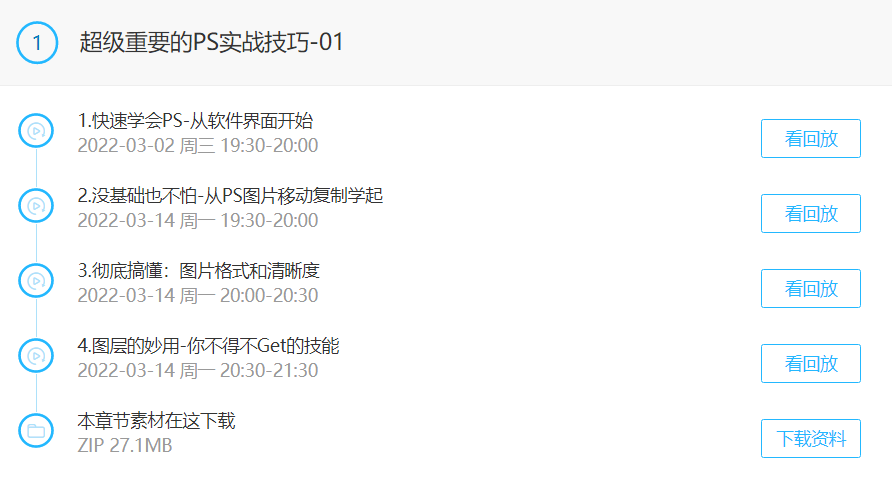 1
超级重要的PS实战技巧-01
1.快速学会PS-从软件界面开始
2022-03-02 周三 19:30-20:00
看回放
2.没基础也不怕-从PS图片移动复制学起
2022-03-14 周一 19:30-20:00
看回放
3.彻底搞懂：图片格式和清晰度
2022-03-14 周一 20:00-20:30
看回放
4.图层的妙用-你不得不Get的技能
2022-03-14 周一 20:30-21:30
看回放
本章节素材在这下载
ZIP 27.1MB
下载资料